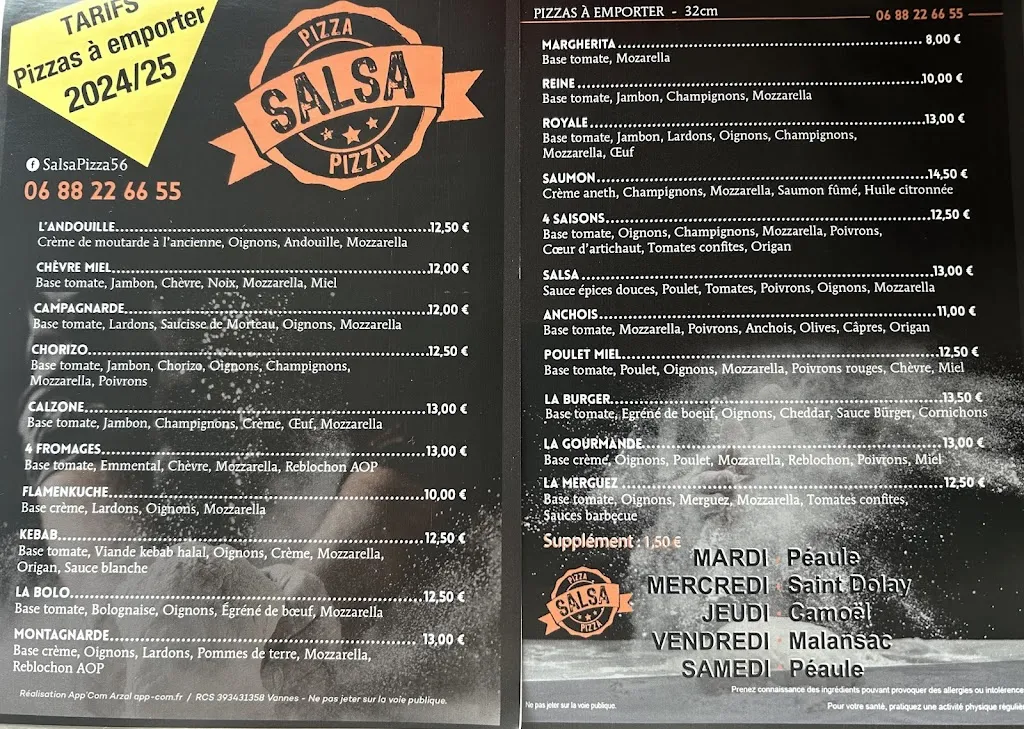 TARIFS
Pizzas à emporter
2024/25
PIZZA
SALSA
PIZZA
SalsaPizza56
06 88 22 66 55
L'ANDOUILLE 12,50 €
Crème de moutarde à l'ancienne, Oignons, Andouille, Mozzarella
CHÈVRE MIEL 12,00 €
Base tomate, Jambon, Chèvre, Noix, Mozzarella, Miel
CAMPAGNARDE 12,00 €
Base tomate, Lardons, Saucisse de Morteau, Oignons, Mozzarella
CHORIZO 12,50 €
Base tomate, Jambon, Chorizo, Oignons, Champignons,
Mozzarella, Poivrons
CALZONE 13,00 €
Base tomate, Jambon, Champignons, Crème, Œuf, Mozzarella
4 FROMAGES 13,00 €
Base tomate, Emmental, Chèvre, Mozzarella, Reblochon AOP
FLAMENKUCHE 10,00 €
Base crème, Lardons, Oignons, Mozzarella
KEBAB 12,50 €
Base tomate, Viande kebab halal, Oignons, Crème, Mozzarella,
Origan, Sauce blanche
LA BOLO 12,50 €
Base tomate, Bolognaise, Oignons, Égréné de bœuf, Mozzarella
MONTAGNARDE 13,00 €
Base crème, Oignons, Lardons, Pommes de terre, Mozzarella,
Reblochon AOP
Réalisation App'Com Arzal app-com.fr / RCS 393431358 Vannes - Ne pas jeter sur la voie publique.
PIZZAS À EMPORTER - 32cm
06 88 22 66 55
MARGHERITA 8,00 €
Base tomate, Mozarella
REINE 10,00 €
Base tomate, Jambon, Champignons, Mozzarella
ROYALE 13,00 €
Base tomate, Jambon, Lardons, Oignons, Champignons,
Mozzarella, Œuf
SAUMON 14,50 €
Crème aneth, Champignons, Mozzarella, Saumon fûmé, Huile citronnée
4 SAISONS 12,50 €
Base tomate, Oignons, Champignons, Mozzarella, Poivrons,
Cœur d'artichaut, Tomates confites, Origan
SALSA 13,00 €
Sauce épices douces, Poulet, Tomates, Poivrons, Oignons, Mozzarella
ANCHOIS 11,00 €
Base tomate, Mozzarella, Poivrons, Anchois, Olives, Câpres, Origan
POULET MIEL 12,50 €
Base tomate, Poulet, Oignons, Mozzarella, Poivrons rouges, Chèvre, Miel
LA BURGER 13,50 €
Base tomate, Egréné de boeuf, Oignons, Cheddar, Sauce Bürger, Cornichons
LA GOURMANDE 13,00 €
Base crème, Oignons, Poulet, Mozzarella, Reblochon, Poivrons, Miel
LA MERGUEZ 12,50 €
Base tomate, Oignons, Merguez, Mozzarella, Tomates confites,
Sauces barbecue
Supplément : 1,50 €
MARDI - Péaule
MERCREDI - Saint Dolay
JEUDI - Camoël
VENDREDI - Malansac
SAMEDI - Péaule
PIZZA
SALSA
PIZZA
Prenez connaissance des ingrédients pouvant provoquer des allergies ou intolérence
Ne pas jeter sur la voie publique.
Pour votre santé, pratiquez une activité physique régulièr